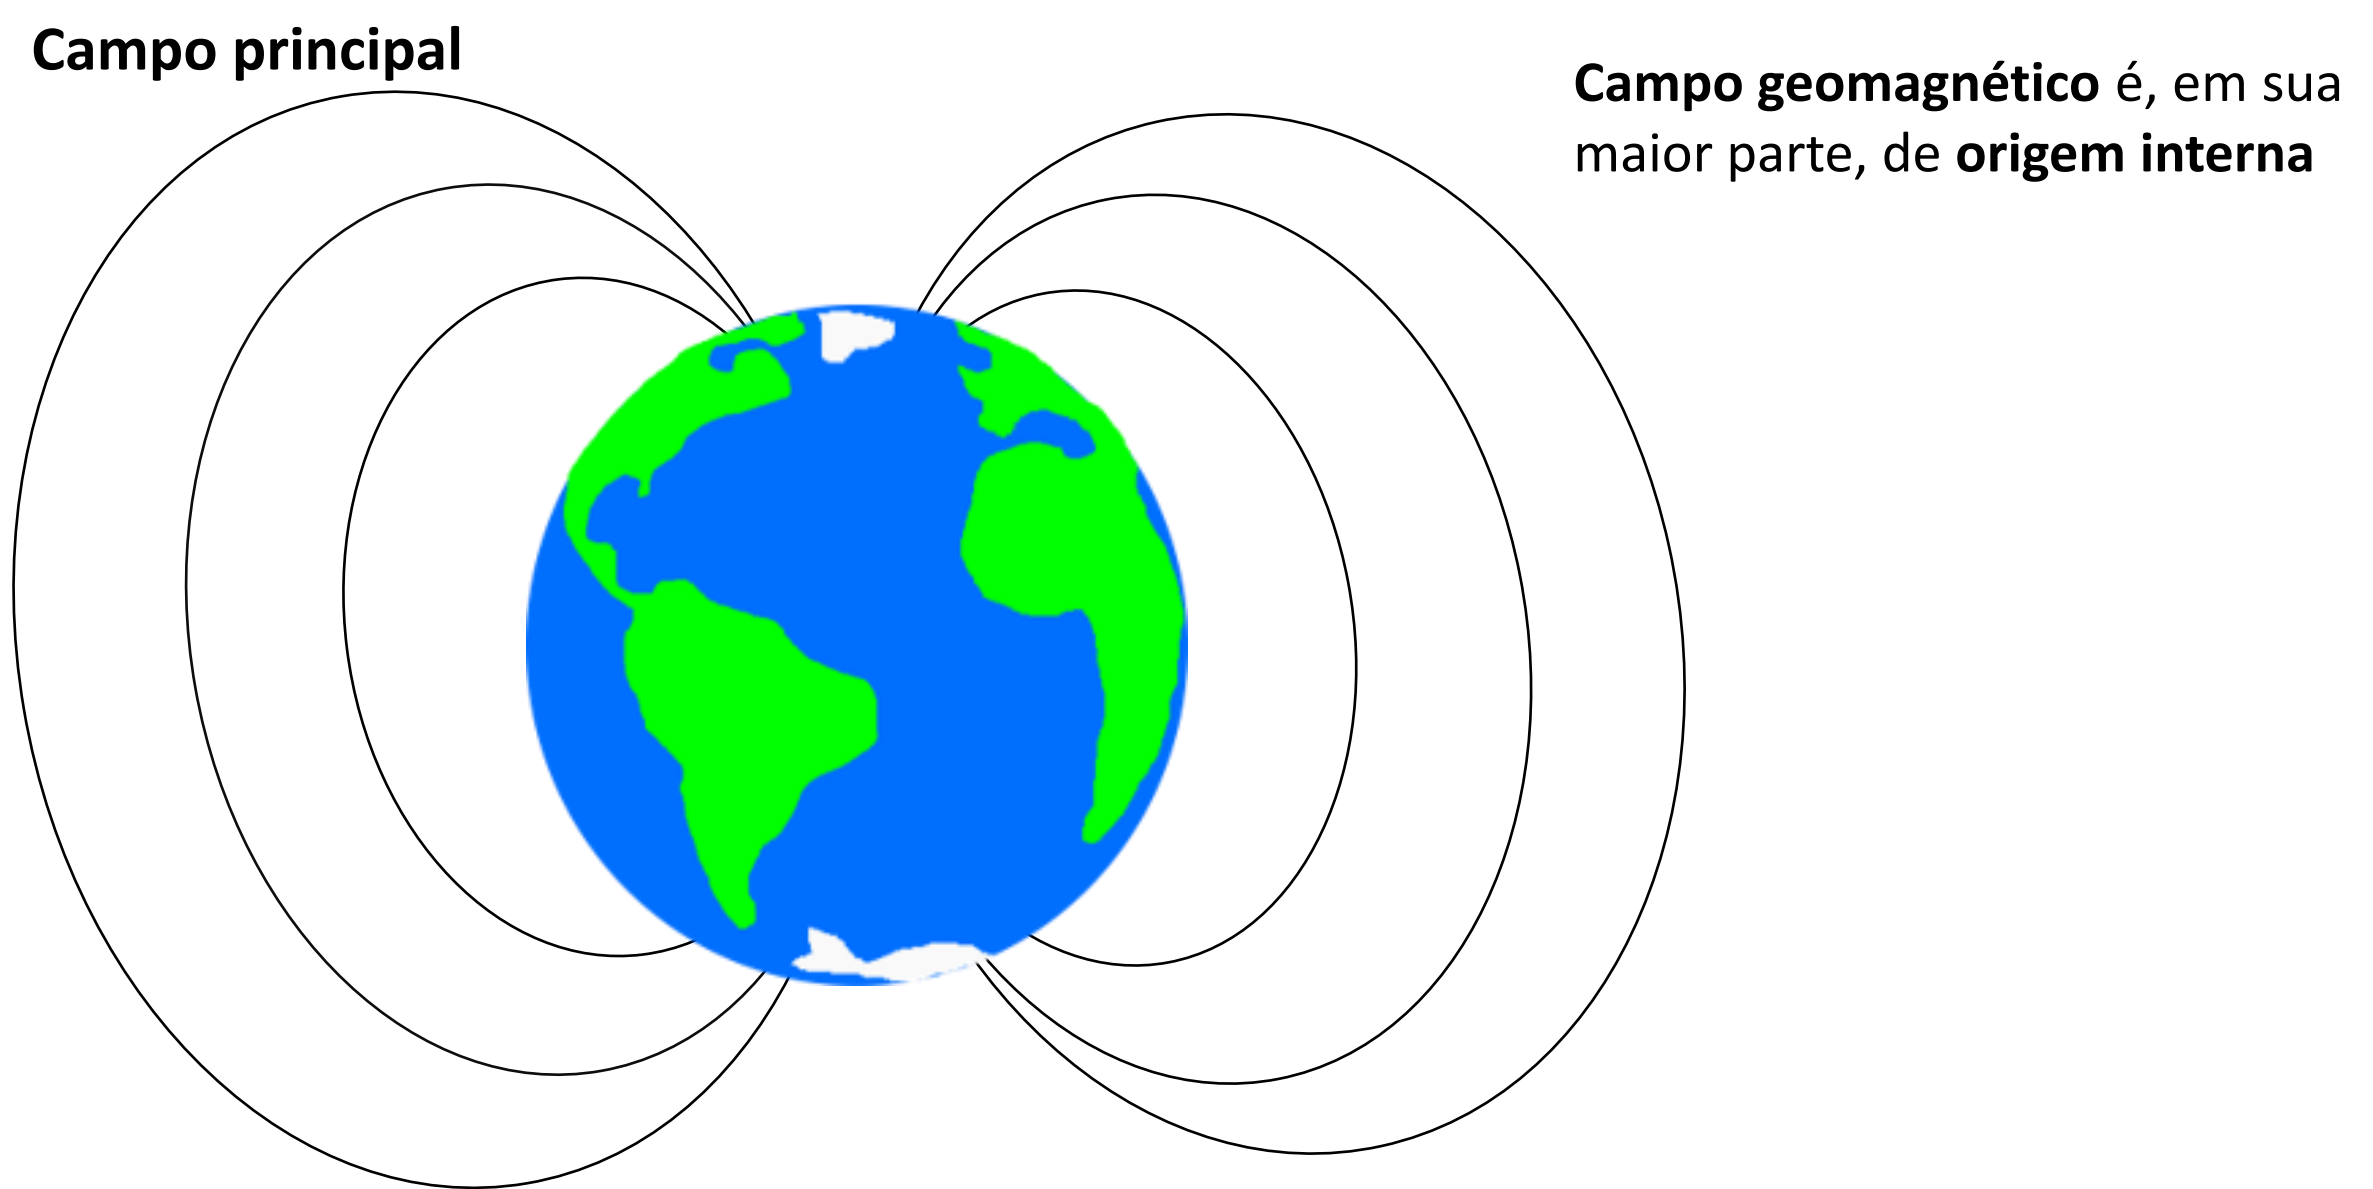 Campo principal
Campo geomagnético é, em sua
maior parte, de origem interna